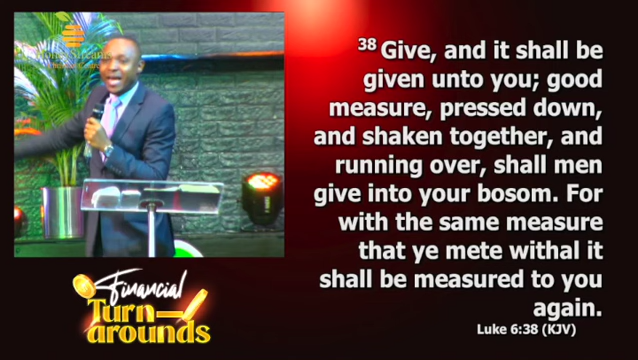 38 Give, and it shall be
given unto you; good
measure, pressed down,
and shaken together, and
running over, shall men
give into your bosom. For
with the same measure
that ye mete withal it
shall be measured to you
again.
Luke 6:38 (KJV)
Financial
Turn-
arounds